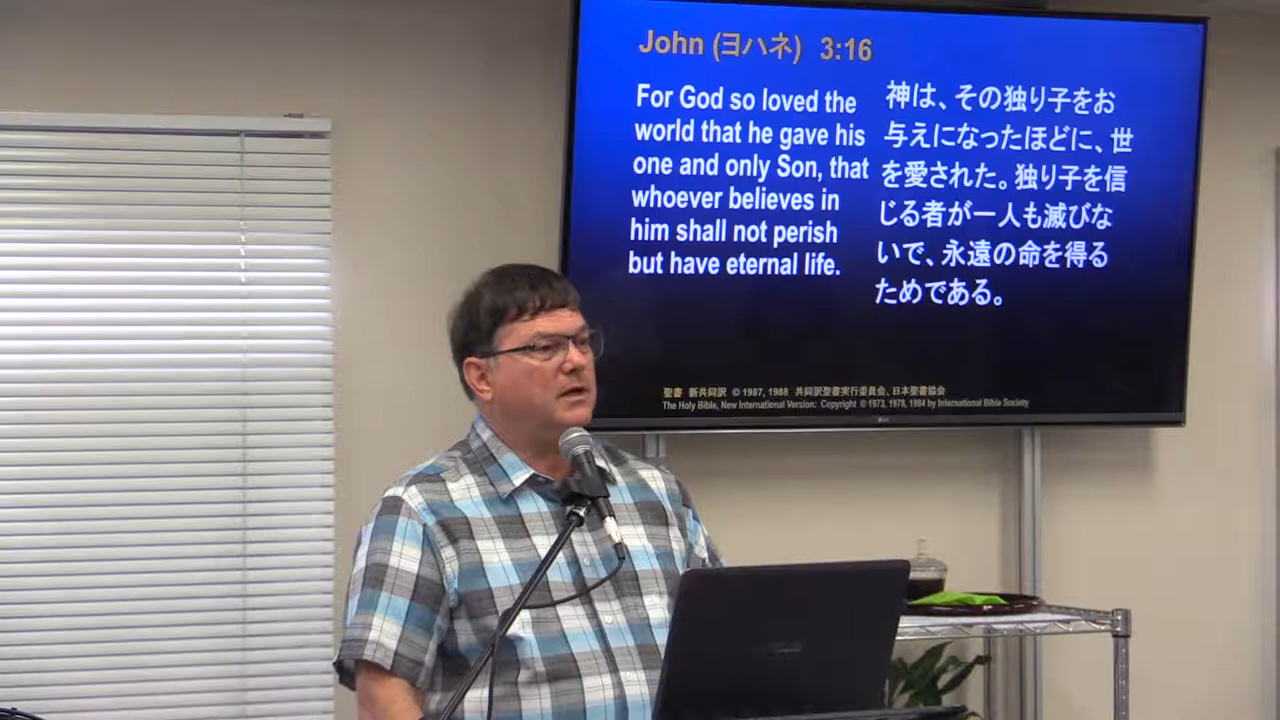 John (ヨハネ) 3:16
For God so loved the
world that he gave his
one and only Son, that
whoever believes in
him shall not perish
but have eternal life.
神は、その独り子をお
与えになったほどに、世
を愛された。独り子を信
じる者が一人も滅びな
いで、永遠の命を得る
ためである。
聖書 新共同訳 © 1987, 1988 共同訳聖書実行委員会、日本聖書協会
The Holy Bible, New International Version: Copyright © 1973, 1978, 1984 by International Bible Society